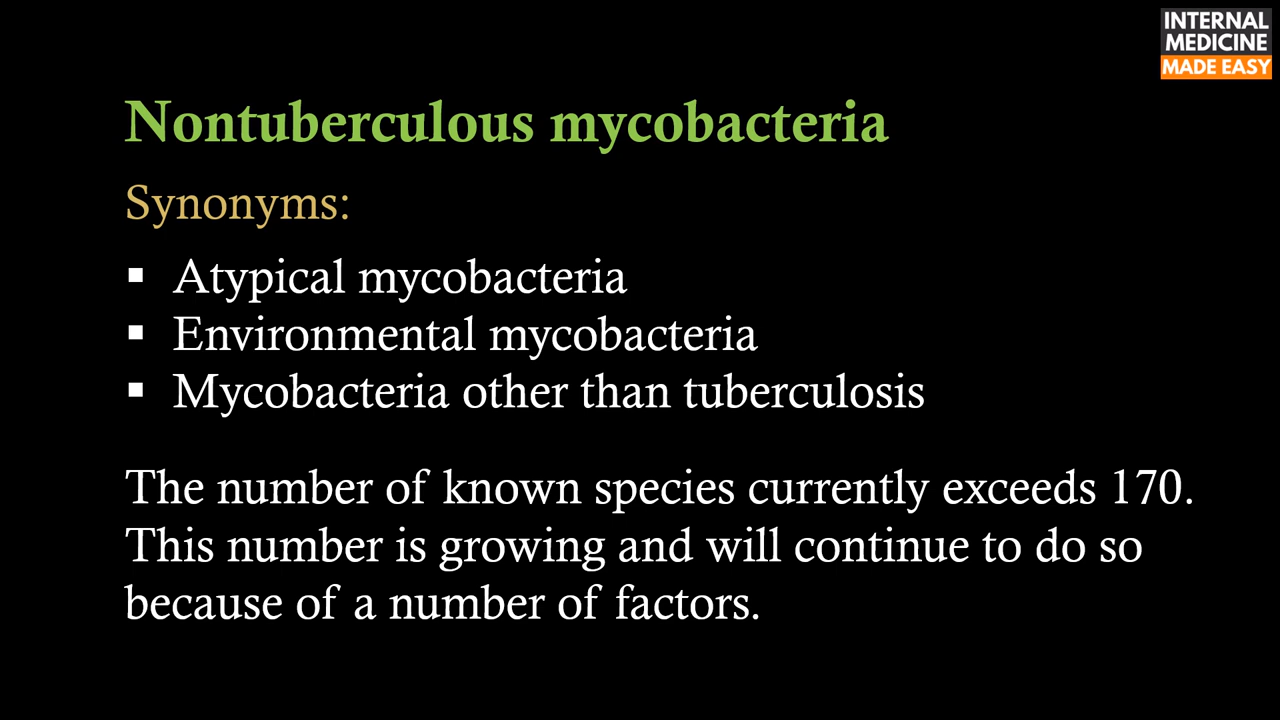 INTERNAL
MEDICINE
MADE EASY
Nontuberculous mycobacteria
Synonyms:
▪ Atypical mycobacteria
▪ Environmental mycobacteria
▪ Mycobacteria other than tuberculosis
The number of known species currently exceeds 170.
This number is growing and will continue to do so
because of a number of factors.